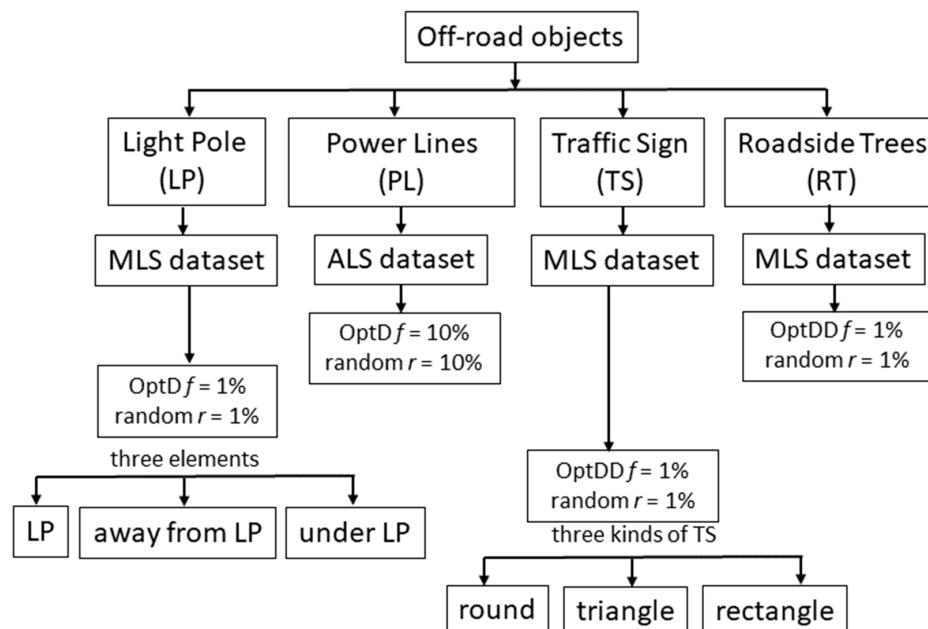 Off-road objects
Light Pole
(LP)
Power Lines
(PL)
Traffic Sign
(TS)
Roadside Trees
(RT)
MLS dataset
ALS dataset
MLS dataset
MLS dataset
OptD f = 10%
random r = 10%
OptDD f = 1%
random r = 1%
OptD f = 1%
random r = 1%
three elements
LP
away from LP
under LP
OptDD f = 1%
random r = 1%
three kinds of TS
round
triangle
rectangle